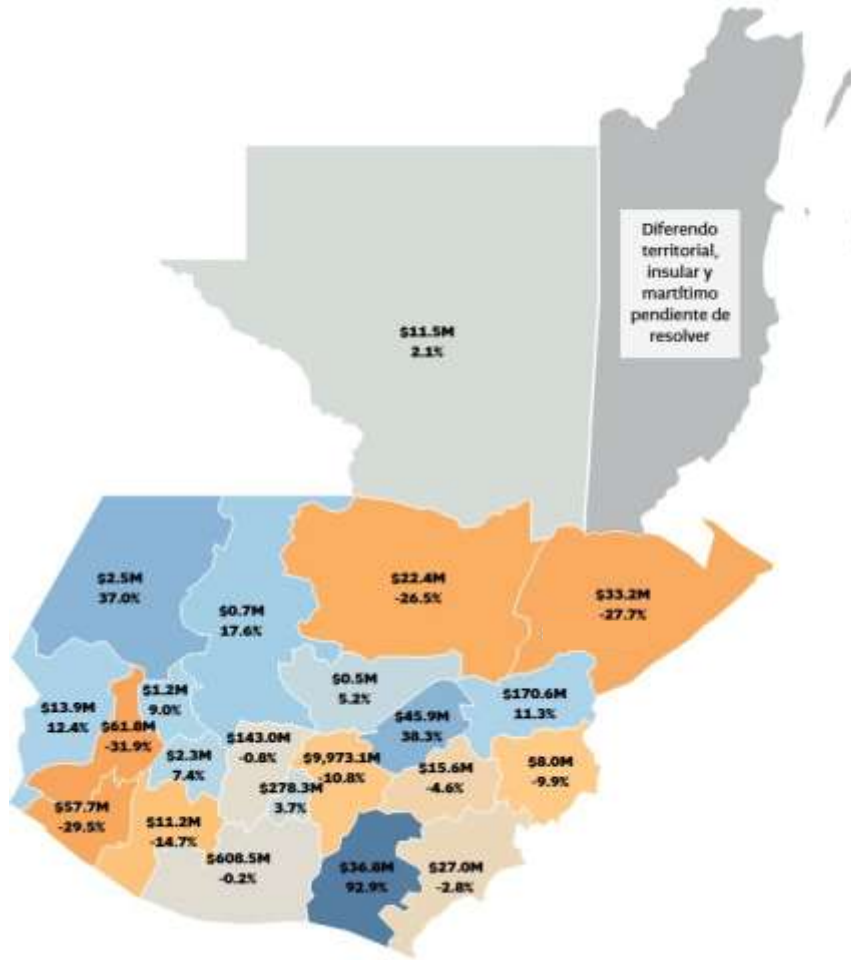 Diferendo
territorial,
insular y
martítimo
pendiente de
resolver
$11.5M
2.1%
$2.5M
37.0%
$0.7M
17.6%
$22.4M
-26.5%
$33.2M
-27.7%
$0.5M
5.2%
$13.9M
12.4%
$1.2M
9.0%
$61.8M
-31.9%
$170.6M
11.3%
$45.9M
38.3%
$2.3M
7.4%
$143.0M
-0.8%
$9,973.1M
-10.8%
$15.6M
-4.6%
$8.0M
-9.9%
$278.3M
3.7%
$57.7M
-29.5%
$11.2M
-14.7%
$608.5M
-0.2%
$36.8M
92.9%
$27.0M
-2.8%